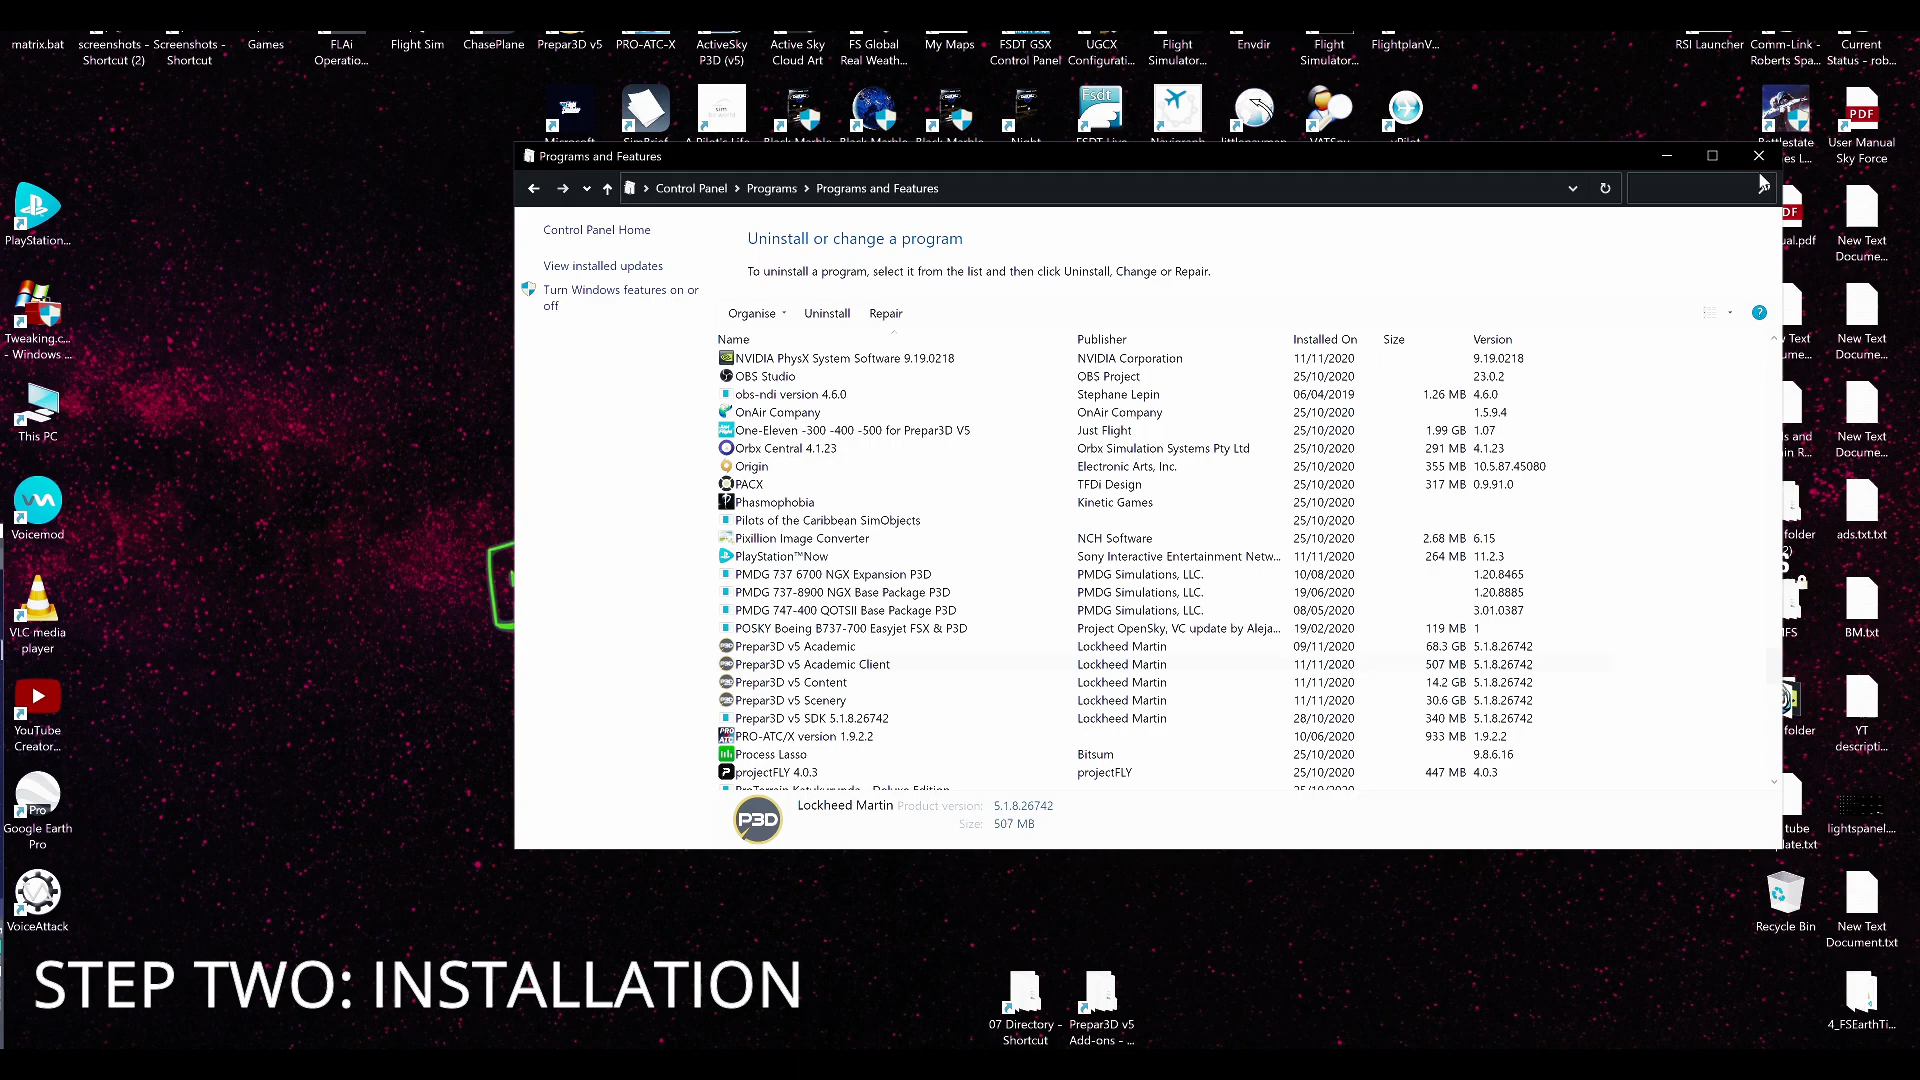 matrix.bat
screenshots -
Shortcut (2)
Screenshots -
Shortcut
Games
FLAi
Operatio...
Flight Sim
ChasePlane
Prepar3D v5
PRO-ATC-X
ActiveSky
P3D (v5)
Active Sky
Cloud Art
FS Global
Real Weath...
My Maps
FSDT GSX
Control Panel
UGCX
Configurati...
Flight
Simulator...
Envdir
Flight
Simulator...
FlightplanV...
RSI Launcher
Comm-Link -
Roberts Spa...
Current
Status - rob...
User Manual
Sky Force
PDF
Programs and Features
Control Panel
Programs
Programs and Features
Control Panel Home
View installed updates
Turn Windows features on or
off
Uninstall or change a program
To uninstall a program, select it from the list and then click Uninstall, Change or Repair.
Organise
Uninstall
Repair
Name Publisher Installed On Size Version
NVIDIA PhysX System Software 9.19.0218 NVIDIA Corporation 11/11/2020 9.19.0218
OBS Studio OBS Project 25/10/2020 23.0.2
obs-ndi version 4.6.0 Stephane Lepin 06/04/2019 1.26 MB 4.6.0
OnAir Company OnAir Company 25/10/2020 1.5.9.4
One-Eleven -300 -400 -500 for Prepar3D V5 Just Flight 25/10/2020 1.99 GB 1.07
Orbx Central 4.1.23 Orbx Simulation Systems Pty Ltd 25/10/2020 291 MB 4.1.23
Origin Electronic Arts, Inc. 25/10/2020 355 MB 10.5.87.45080
PACX TFDi Design 25/10/2020 317 MB 0.9.91.0
Phasmophobia Kinetic Games 25/10/2020
Pilots of the Caribbean SimObjects 25/10/2020
Pixillion Image Converter NCH Software 25/10/2020 2.68 MB 6.15
PlayStation™Now Sony Interactive Entertainment Netw... 11/11/2020 264 MB 11.2.3
PMDG 737 6700 NGX Expansion P3D PMDG Simulations, LLC. 10/08/2020 1.20.8465
PMDG 737-8900 NGX Base Package P3D PMDG Simulations, LLC. 19/06/2020 1.20.8885
PMDG 747-400 QOTSII Base Package P3D PMDG Simulations, LLC. 08/05/2020 3.01.0387
POSKY Boeing B737-700 Easyjet FSX & P3D Project OpenSky, VC update by Aleja... 19/02/2020 119 MB 1
Prepar3D v5 Academic Lockheed Martin 09/11/2020 68.3 GB 5.1.8.26742
Prepar3D v5 Academic Client Lockheed Martin 11/11/2020 507 MB 5.1.8.26742
Prepar3D v5 Content Lockheed Martin 11/11/2020 14.2 GB 5.1.8.26742
Prepar3D v5 Scenery Lockheed Martin 11/11/2020 30.6 GB 5.1.8.26742
Prepar3D v5 SDK 5.1.8.26742 Lockheed Martin 28/10/2020 340 MB 5.1.8.26742
PRO-ATC/X version 1.9.2.2 10/06/2020 933 MB 1.9.2.2
Process Lasso Bitsum 25/10/2020 9.8.6.16
projectFLY 4.0.3 projectFLY 25/10/2020 447 MB 4.0.3
P3D
Lockheed Martin Product version: 5.1.8.26742
Size: 507 MB
PlayStation...
Tweaking.c...
- Windows ...
This PC
Voicemod
VLC media
player
YouTube
Creator...
Pro
Google Earth
Pro
VoiceAttack
New Text
Docume...
New Text
Docume...
New Text
Docume...
ads.txt.txt
BM.txt
YT
descripti...
lightspanel....
Recycle Bin
New Text
Document.txt
4_FSEarthTi...
STEP TWO: INSTALLATION
07 Directory -
Shortcut
Prepar3D v5
Add-ons - ...